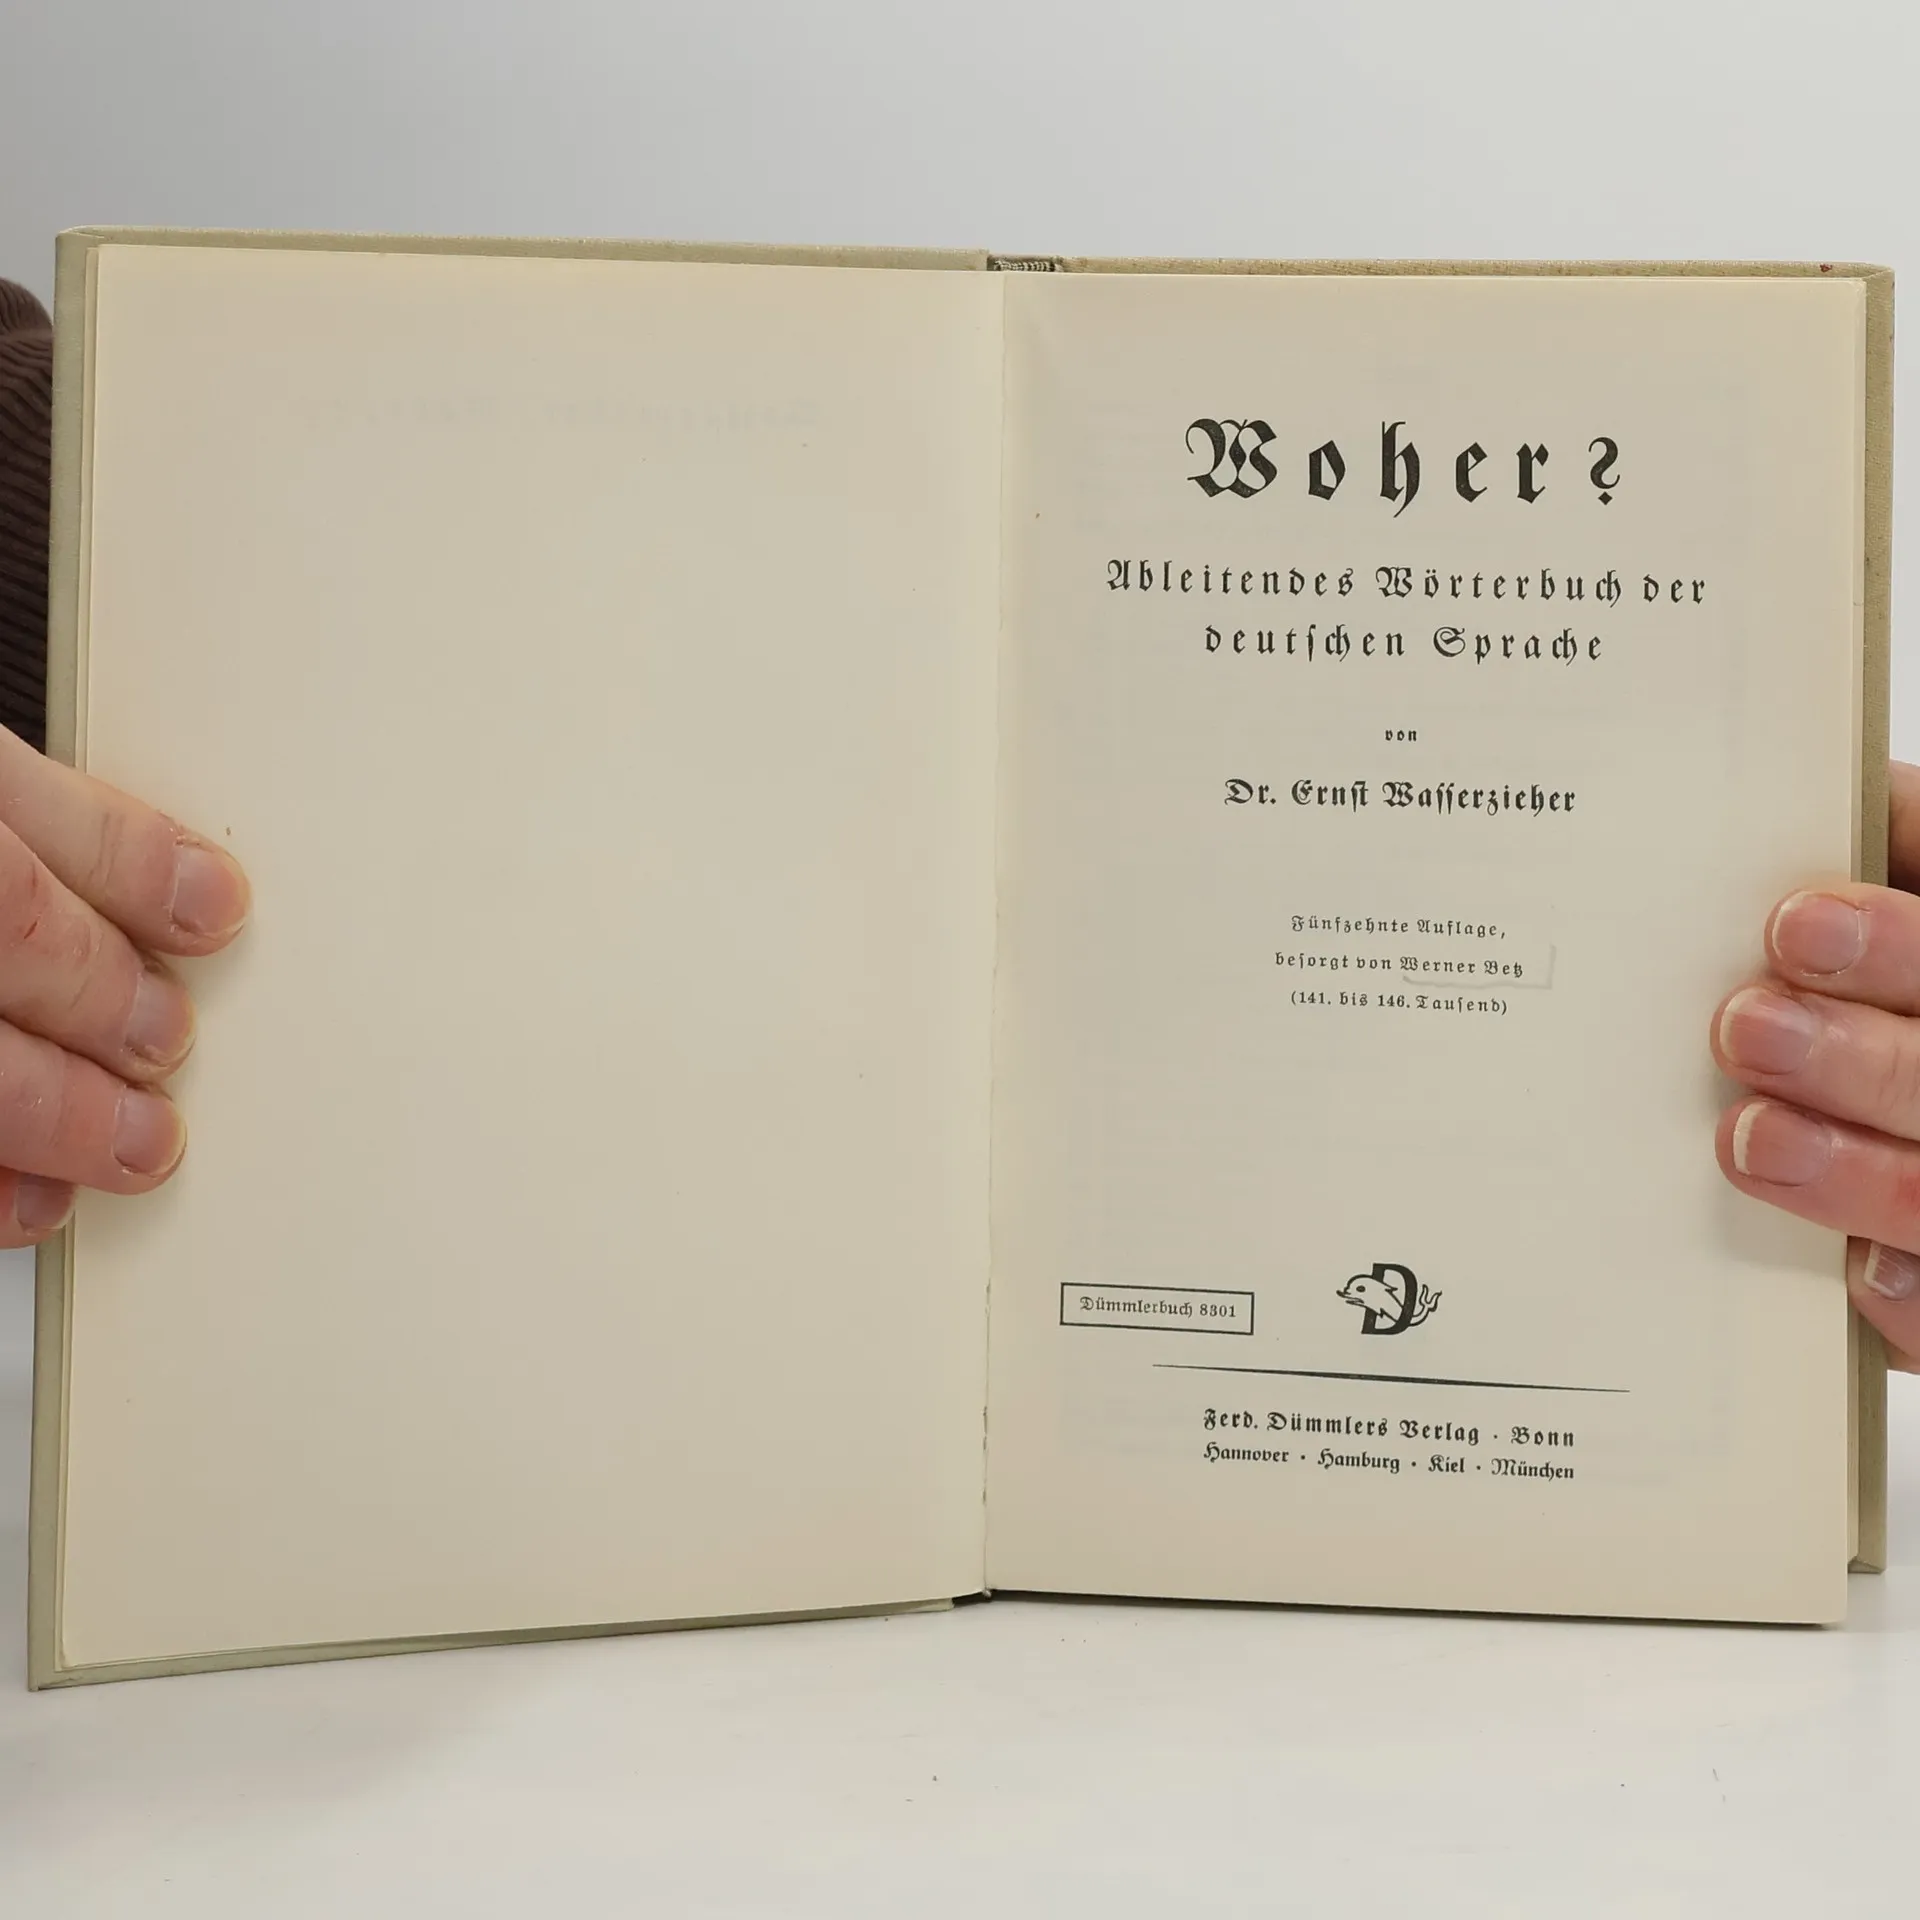 Woher?
Ableitendes Wörterbuch der
deutſchen Sprache
von
Dr. Ernſt Waſſerzieher
Fünfzehnte Auflage,
beſorgt von Werner Betz
(141. bis 146. Tauſend)
Dümmlerbuch 8301
D
Ferd. Dümmlers Verlag · Bonn
Hannover · Hamburg · Kiel · München